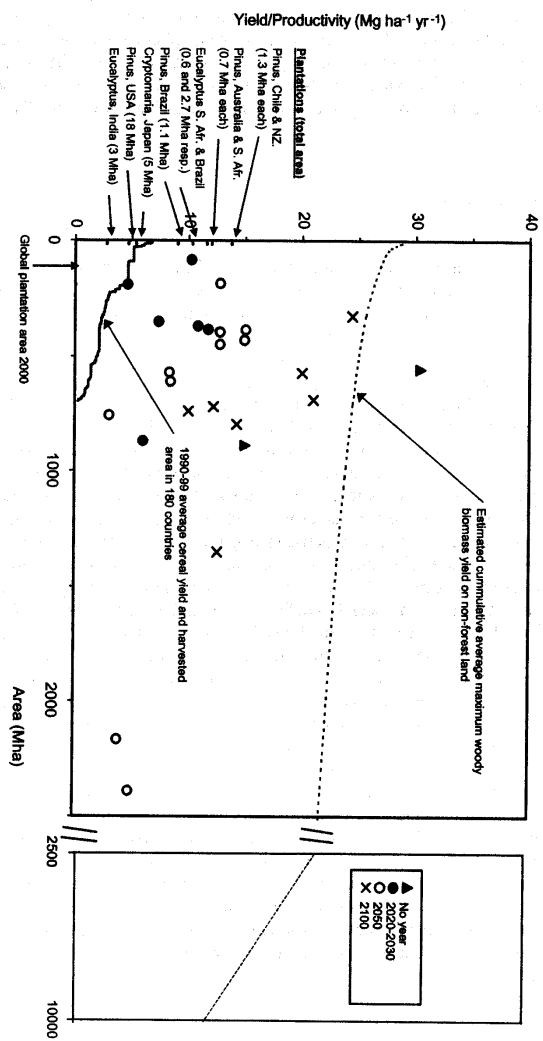 Yield/Productivity (Mg ha⁻¹ yr⁻¹)
40
30
20
10
0
Plantations (total area)
Pinus, Chile & NZ.
(1.3 Mha each)
Pinus, Australia & S. Afr.
(0.7 Mha each)
Eucalyptus S. Afr. & Brazil
(0.6 and 2.7 Mha resp.)
Pinus, Brazil (1.1 Mha)
Cryptomaria, Japan (5 Mha)
Pinus, USA (18 Mha)
Eucalyptus, India (3 Mha)
Global plantation area 2000
Estimated cummulative average maximum woody
biomass yield on non-forest land
1990-99 average cereal yield and harvested
area in 180 countries
0
1000
2000
2500
10000
Area (Mha)
No year
2020-2030
2050
2100